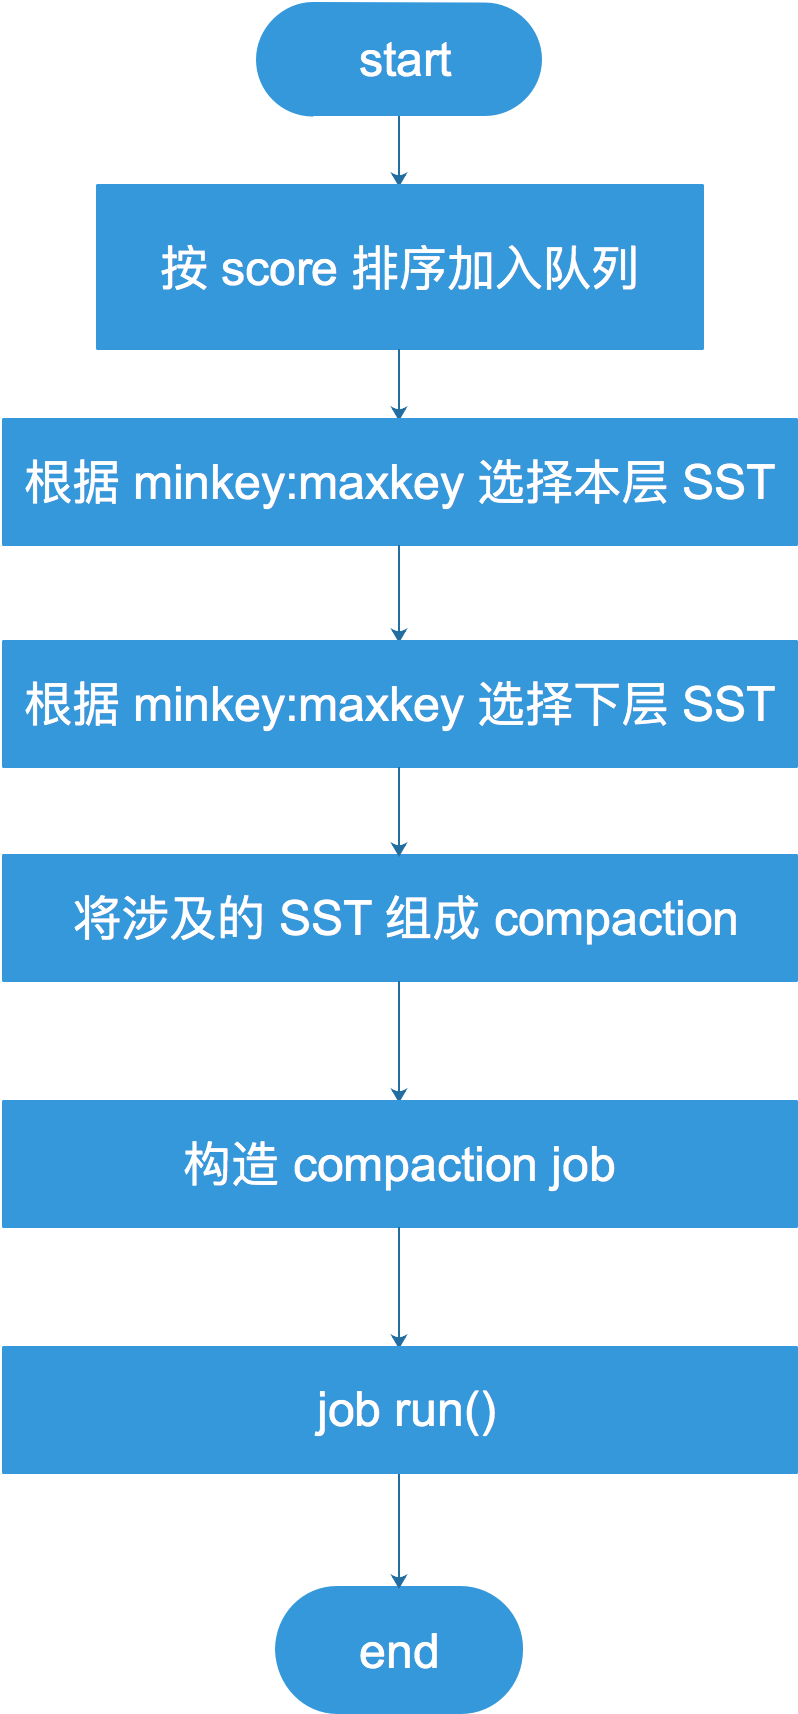 start
按 score 排序加入队列
根据 minkey:maxkey 选择本层 SST
根据 minkey:maxkey 选择下层 SST
将涉及的 SST 组成 compaction
构造 compaction job
job run()
end